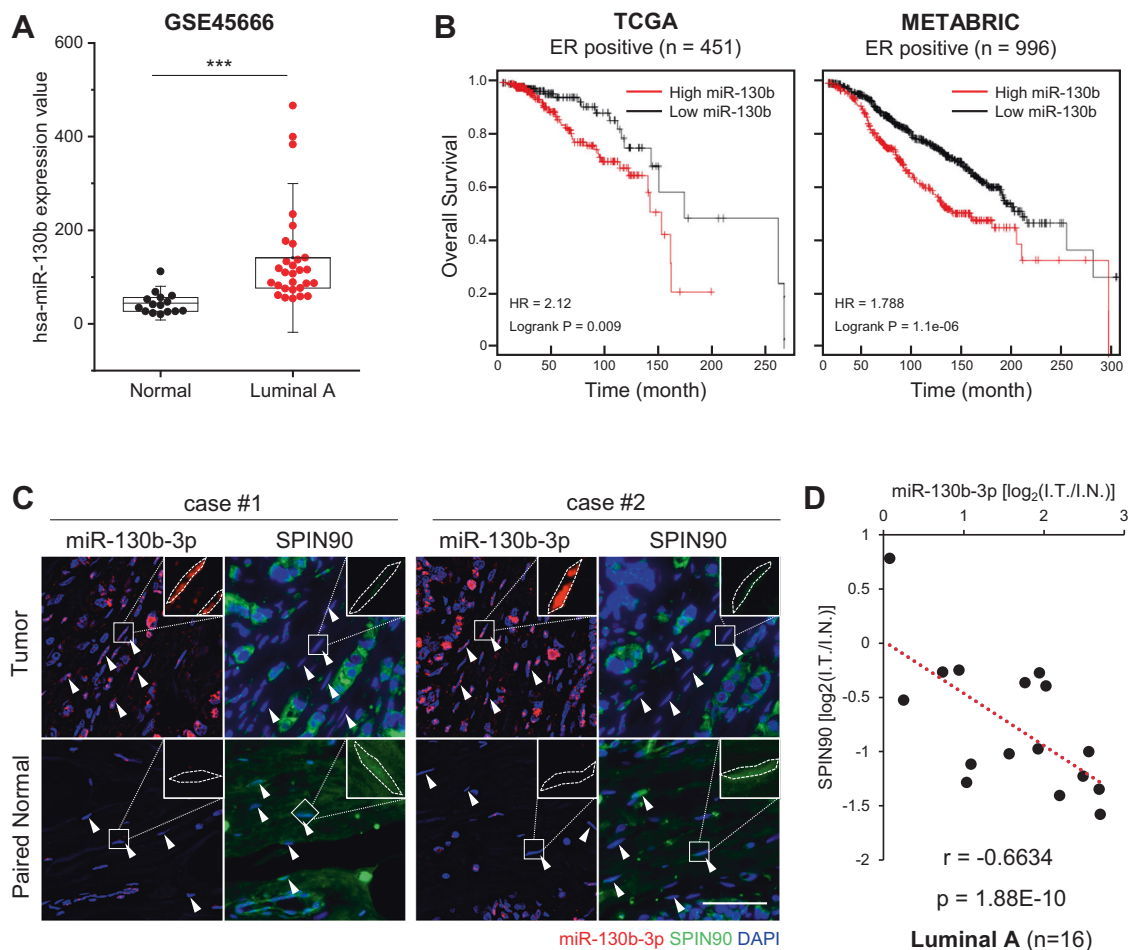 A
GSE45666
***
hsa-miR-130b expression value
600
400
200
0
Normal
Luminal A
B
TCGA
ER positive (n = 451)
High miR-130b
Low miR-130b
Overall Survival
1.0
0.8
0.6
0.4
0.2
0
HR = 2.12
Logrank P = 0.009
0
50
100
150
200
250
Time (month)
METABRIC
ER positive (n = 996)
High miR-130b
Low miR-130b
HR = 1.788
Logrank P = 1.1e-06
0
50
100
150
200
250
300
Time (month)
C
case #1
case #2
miR-130b-3p
SPIN90
miR-130b-3p
SPIN90
Tumor
Paired Normal
miR-130b-3p SPIN90 DAPI
D
miR-130b-3p [log2(I.T./I.N.)]
0
1
2
3
SPIN90 [log2(I.T./I.N.)]
1
0.5
0
-0.5
-1
-1.5
-2
r = -0.6634
p = 1.88E-10
Luminal A (n=16)